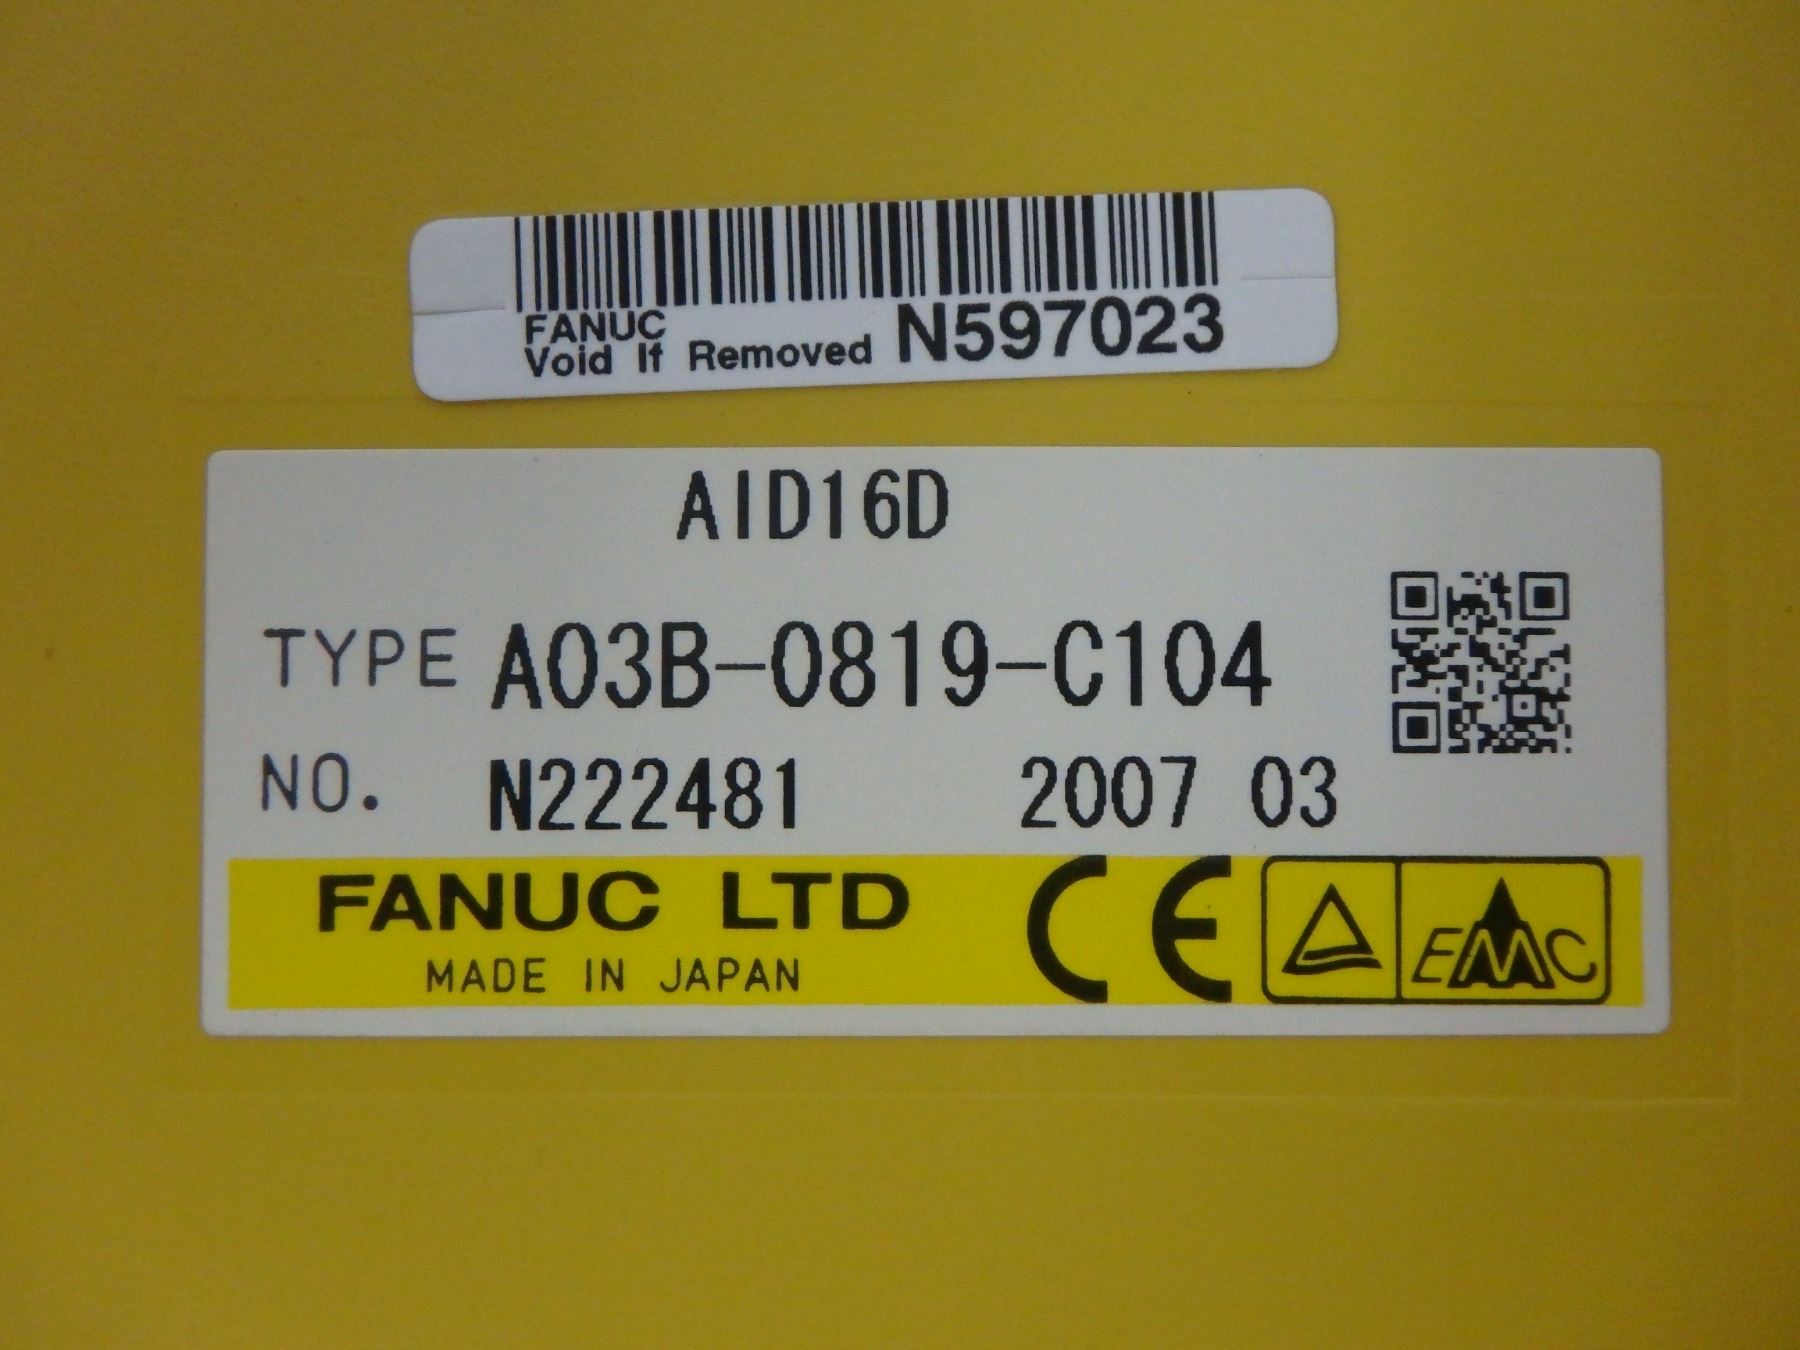 FANUC
Void If Removed N597023
AID16D
TYPE A03B-0819-C104
NO. N222481 2007 03
FANUC LTD CE EMC
MADE IN JAPAN